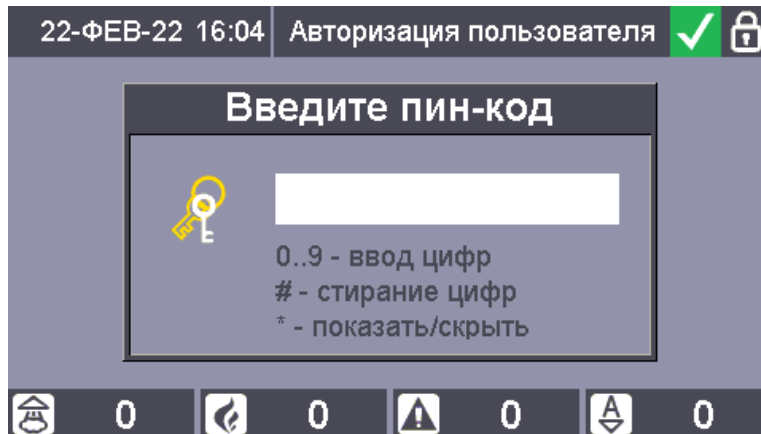 22-ФЕВ-22 16:04 Авторизация пользователя
Введите пин-код
0..9 - ввод цифр
# - стирание цифр
* - показать/скрыть
0 0 0 A 0